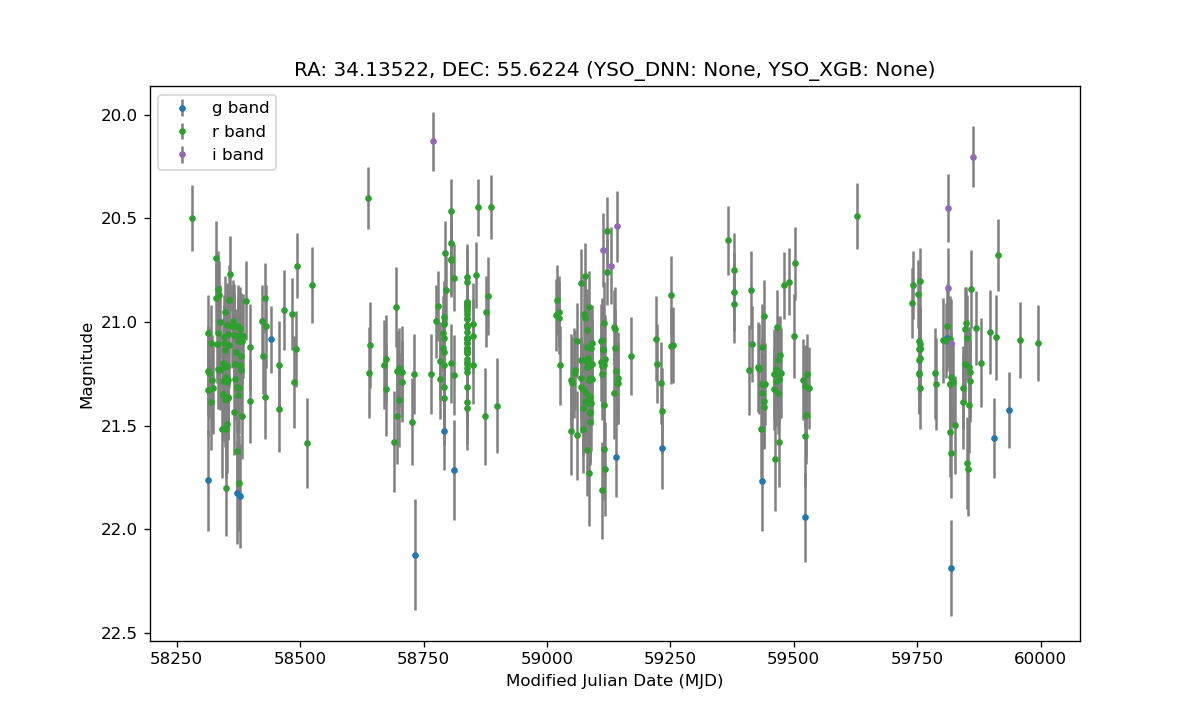 RA: 34.13522, DEC: 55.6224 (YSO_DNN: None, YSO_XGB: None)
g band
r band
i band
20.0
20.5
21.0
21.5
22.0
22.5
Magnitude
58250 58500 58750 59000 59250 59500 59750 60000
Modified Julian Date (MJD)